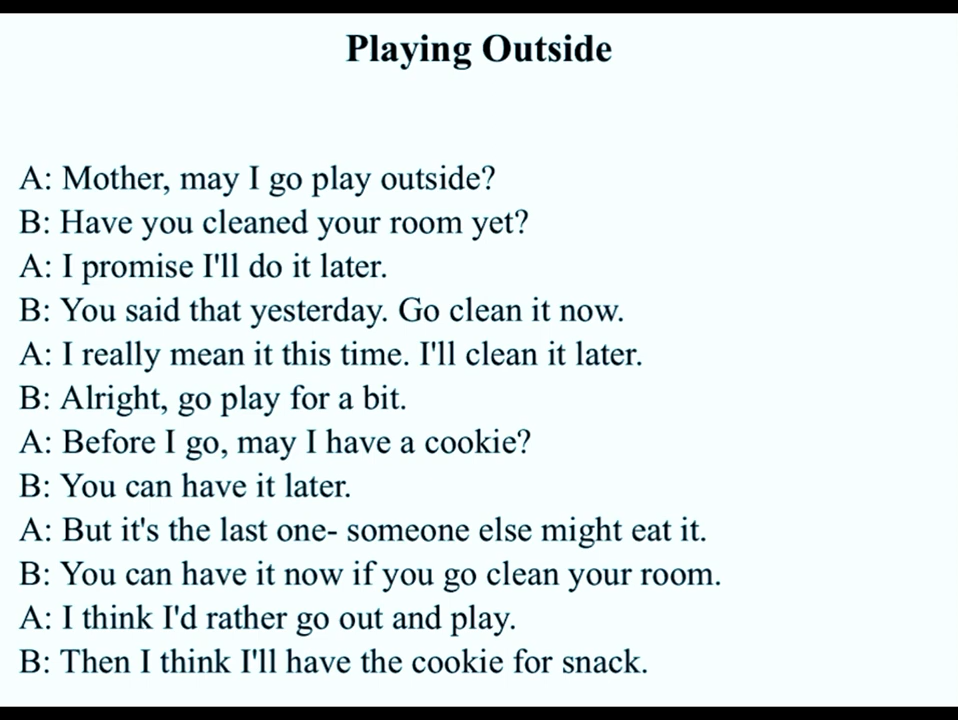 Playing Outside
A: Mother, may I go play outside?
B: Have you cleaned your room yet?
A: I promise I'll do it later.
B: You said that yesterday. Go clean it now.
A: I really mean it this time. I'll clean it later.
B: Alright, go play for a bit.
A: Before I go, may I have a cookie?
B: You can have it later.
A: But it's the last one- someone else might eat it.
B: You can have it now if you go clean your room.
A: I think I'd rather go out and play.
B: Then I think I'll have the cookie for snack.